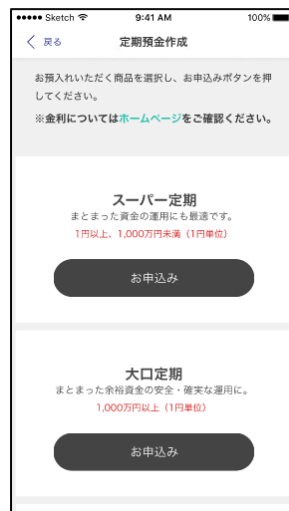 ●●●●● Sketch 9:41 AM 100%
戻る 定期預金作成
お預入れいただく商品を選択し、お申込みボタンを押
してください。
※金利についてはホームページをご確認ください。
スーパー定期
まとまった資金の運用にも最適です。
1円以上、1,000万円未満（1円単位）
お申込み
大口定期
まとまった余裕資金の安全・確実な運用に。
1,000万円以上（1円単位）
お申込み